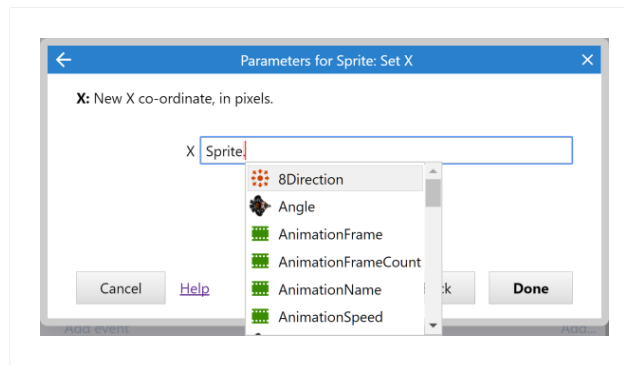 Parameters for Sprite: Set X
X: New X co-ordinate, in pixels.
X Sprite.
8Direction
Angle
AnimationFrame
AnimationFrameCount
AnimationName
AnimationSpeed
Cancel Help Done
Add event Add...